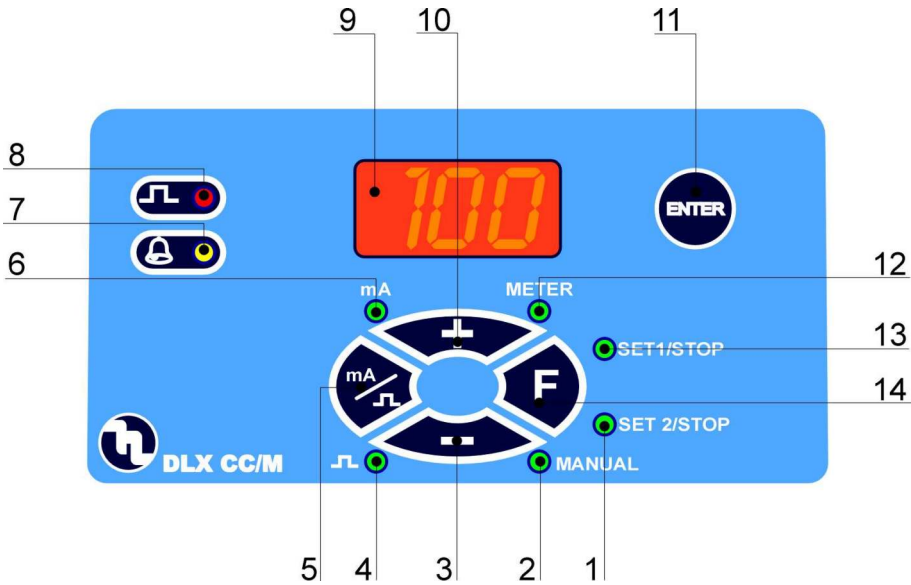 9 10 11
8
100
ENTER
7
6 mA METER 12
+
SET1/STOP 13
mA F
14
SET 2/STOP
-
DLX CC/M MANUAL
5 4 3 2 1